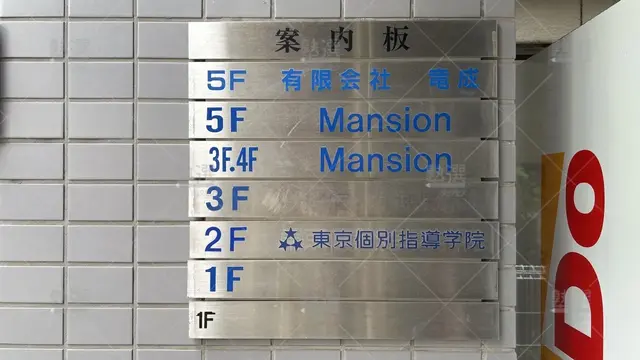 案内板
5F 有限会社 竜成
5F Mansion
3F.4F Mansion
3F
2F 東京個別指導学院
1F
1F
Do